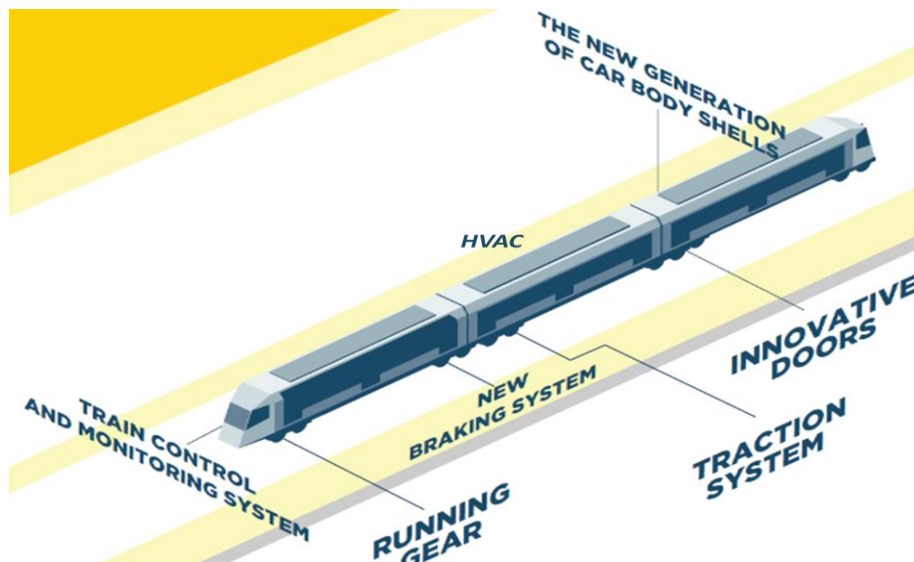 THE NEW GENERATION
OF CAR BODY SHELLS
HVAC
INNOVATIVE
DOORS
NEW
BRAKING SYSTEM
TRACTION
SYSTEM
TRAIN CONTROL
AND MONITORING SYSTEM
RUNNING
GEAR